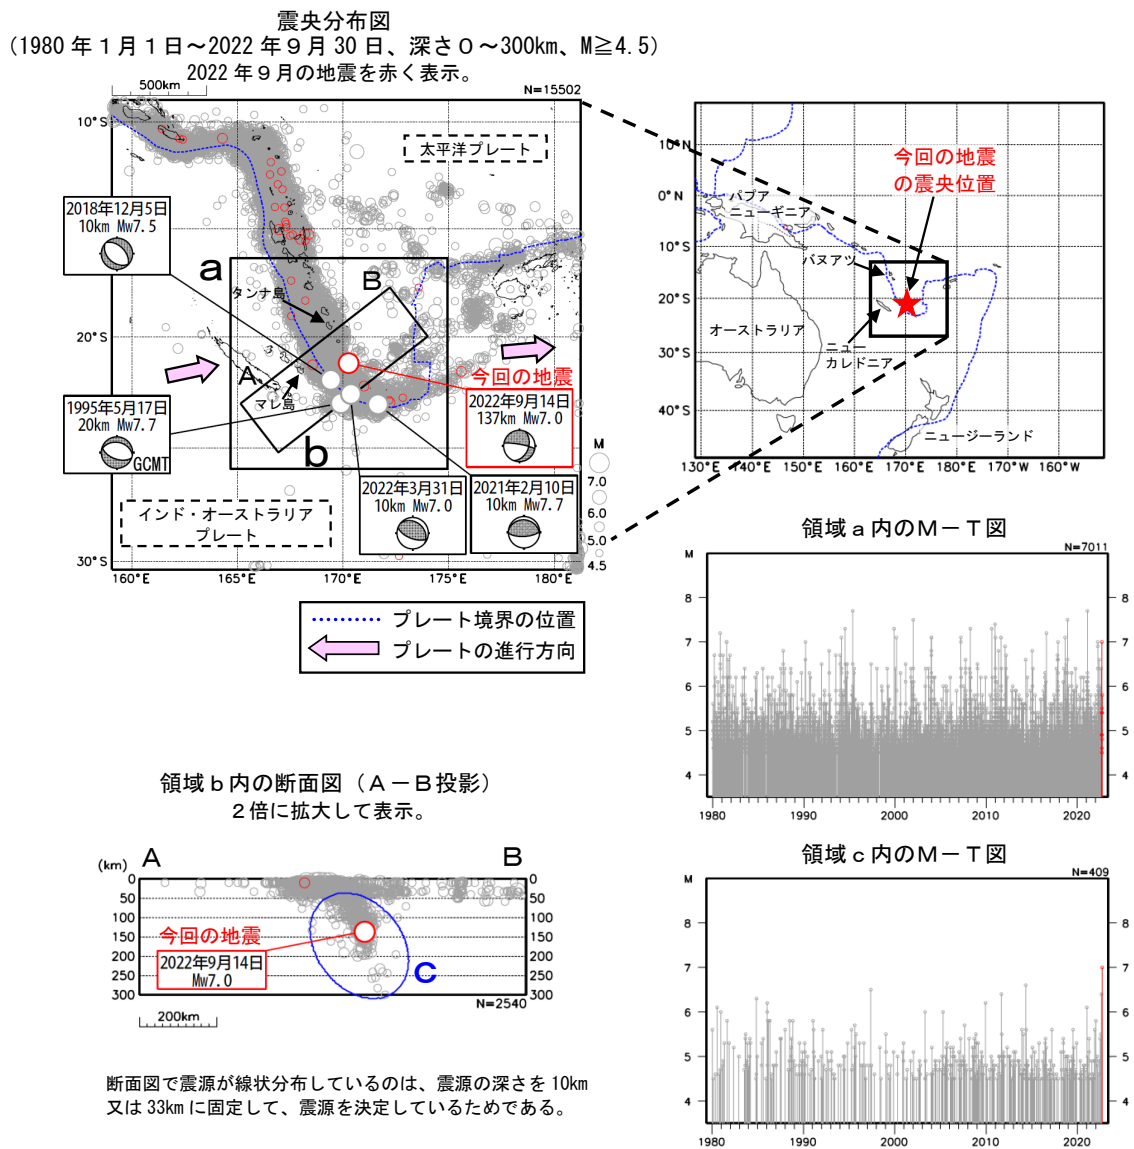 震央分布図
（1980年１月１日～2022年９月30日、深さ０～300km、M≧4.5）
2022年９月の地震を赤く表示。
500km
N=15502
10°S
20°S
30°S
160°E
165°E
170°E
175°E
180°E
太平洋プレート
2018年12月5日
10km Mw7.5
a
タンナ島
B
A
マレ島
b
今回の地震
2022年9月14日
137km Mw7.0
1995年5月17日
20km Mw7.7
GCMT
2022年3月31日
10km Mw7.0
2021年2月10日
10km Mw7.7
インド・オーストラリア
プレート
M
7.0
6.0
5.0
4.5
プレート境界の位置
プレートの進行方向
今回の地震
の震央位置
10°N
0°N
10°S
20°S
30°S
40°S
パプア
ニューギニア
バヌアツ
オーストラリア
ニュー
カレドニア
ニュージーランド
130°E
140°E
150°E
160°E
170°E
180°E
170°W
160°W
領域ａ内のＭ－Ｔ図
N=7011
M
8
7
6
5
4
8
7
6
5
4
1980
1990
2000
2010
2020
領域ｂ内の断面図（Ａ－Ｂ投影）
２倍に拡大して表示。
A
B
(km)
0
50
100
150
200
250
300
0
50
100
150
200
250
300
今回の地震
2022年9月14日
Mw7.0
C
N=2540
200km
断面図で震源が線状分布しているのは、震源の深さを10km
又は33kmに固定して、震源を決定しているためである。
領域ｃ内のＭ－Ｔ図
N=409
M
8
7
6
5
4
8
7
6
5
4
1980
1990
2000
2010
2020